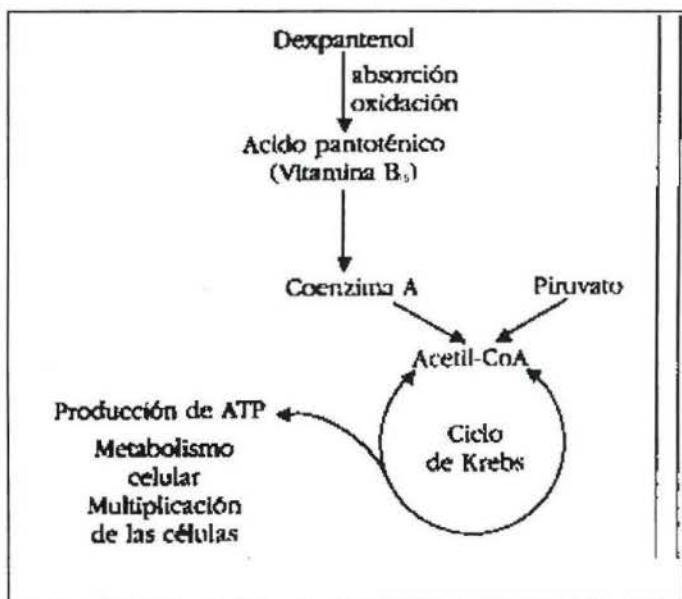 Dexpantenol
absorción
oxidación
Acido pantoténico
(Vitamina B₅)
Coenzima A
Piruvato
Acetil-CoA
Producción de ATP
Ciclo
de Krebs
Metabolismo
celular
Multiplicación
de las células